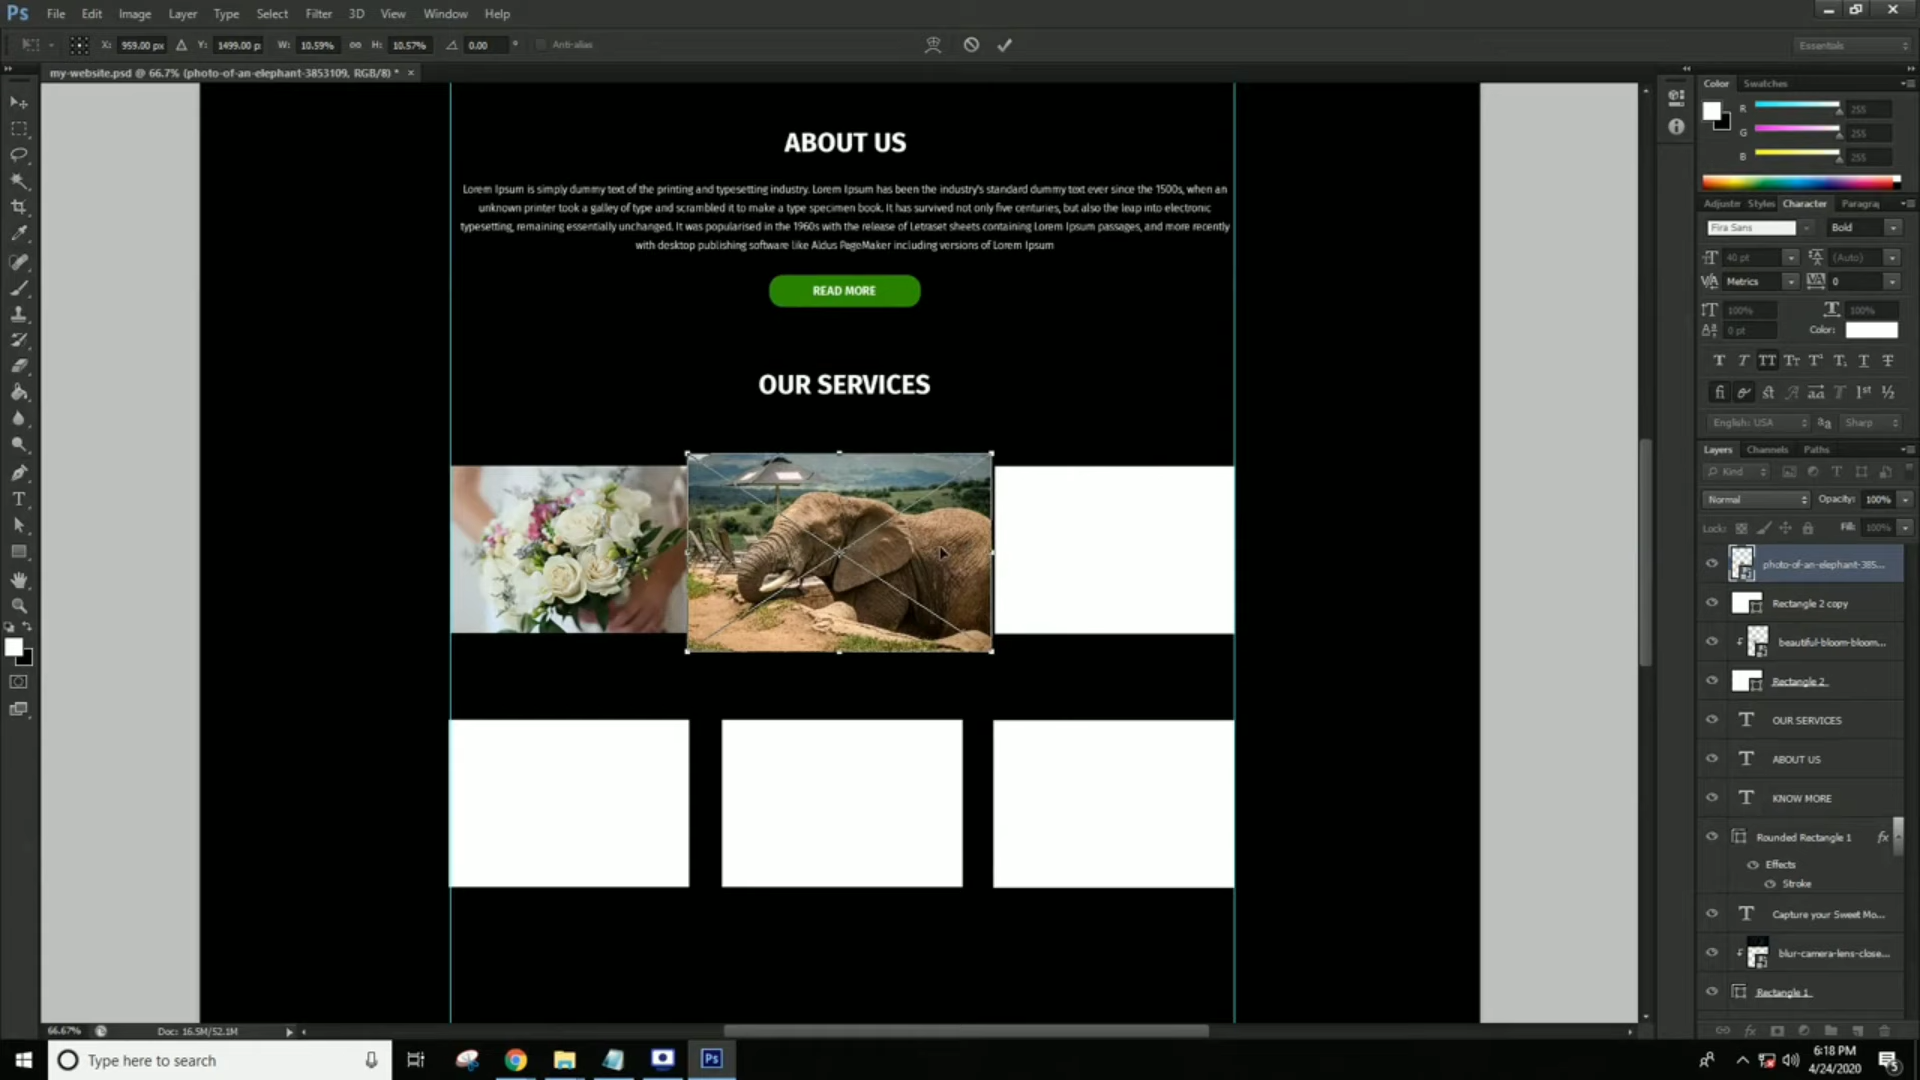 Ps File Edit Image Layer Type Select Filter 3D View Window Help
X: 959.00 px Y: 1499.00 p W: 10.59% H: 10.57% 0.00 ° Anti-alias Essentials
my-website.psd @ 66.7% (photo-of-an-elephant-3853109, RGB/8) * ×
ABOUT US
Lorem Ipsum is simply dummy text of the printing and typesetting industry. Lorem Ipsum has been the industry's standard dummy text ever since the 1500s, when an
unknown printer took a galley of type and scrambled it to make a type specimen book. It has survived not only five centuries, but also the leap into electronic
typesetting, remaining essentially unchanged. It was popularised in the 1960s with the release of Letraset sheets containing Lorem Ipsum passages, and more recently
with desktop publishing software like Aldus PageMaker including versions of Lorem Ipsum
READ MORE
OUR SERVICES
Color Swatches
R 255
G 255
B 255
Adjustr Styles Character Paragraj
Fira Sans Bold
40 pt (Auto)
Metrics 0
100% 100%
0 pt Color:
English: USA aa Sharp
Layers Channels Paths
Kind
Normal Opacity: 100%
Lock: Fill: 100%
photo-of-an-elephant-385...
Rectangle 2 copy
beautiful-bloom-bloom...
Rectangle 2
OUR SERVICES
ABOUT US
KNOW MORE
Rounded Rectangle 1 fx
Effects
Stroke
Capture your Sweet Mo...
blur-camera-lens-close...
Rectangle 1
66.67% Doc: 16.5M/52.1M
Type here to search
Ps
6:18 PM
4/24/2020
5